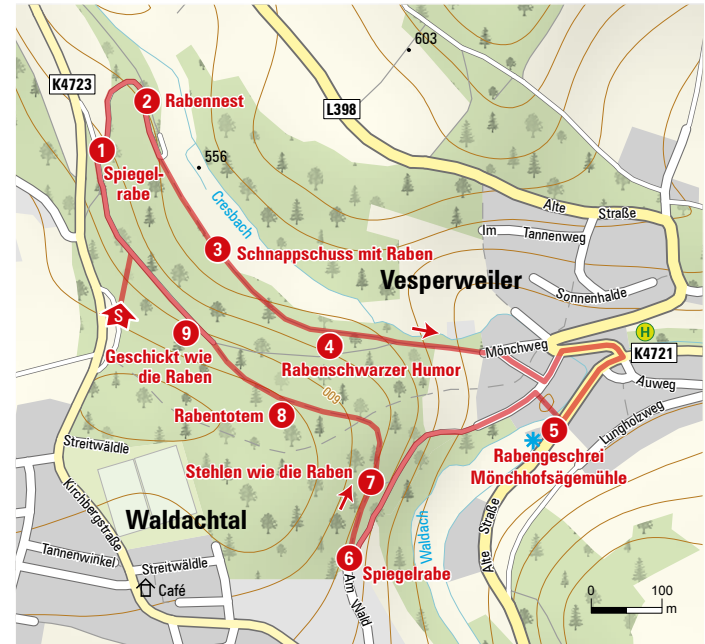 603
K4723
2 Rabennest
L398
1
Spiegel-
rabe
556
Cresbach
Alte Straße
Im Tannenweg
3 Schnappschuss mit Raben
Vesperweiler
Sonnenhalde
S
9
Geschickt wie
die Raben
4
Rabenschwarzer Humor
Mönchweg
H
K4721
Auweg
600
Rabentotem 8
Lungholzweg
5
Rabengeschrei
Mönchhofsägemühle
Streitwäldle
Stehlen wie die Raben 7
Kirchbergstraße
Waldachtal
Waldach
Alte Straße
Tannenwinkel
Streitwäldle
Café
6
Spiegelrabe
Am Wald
0 100
m